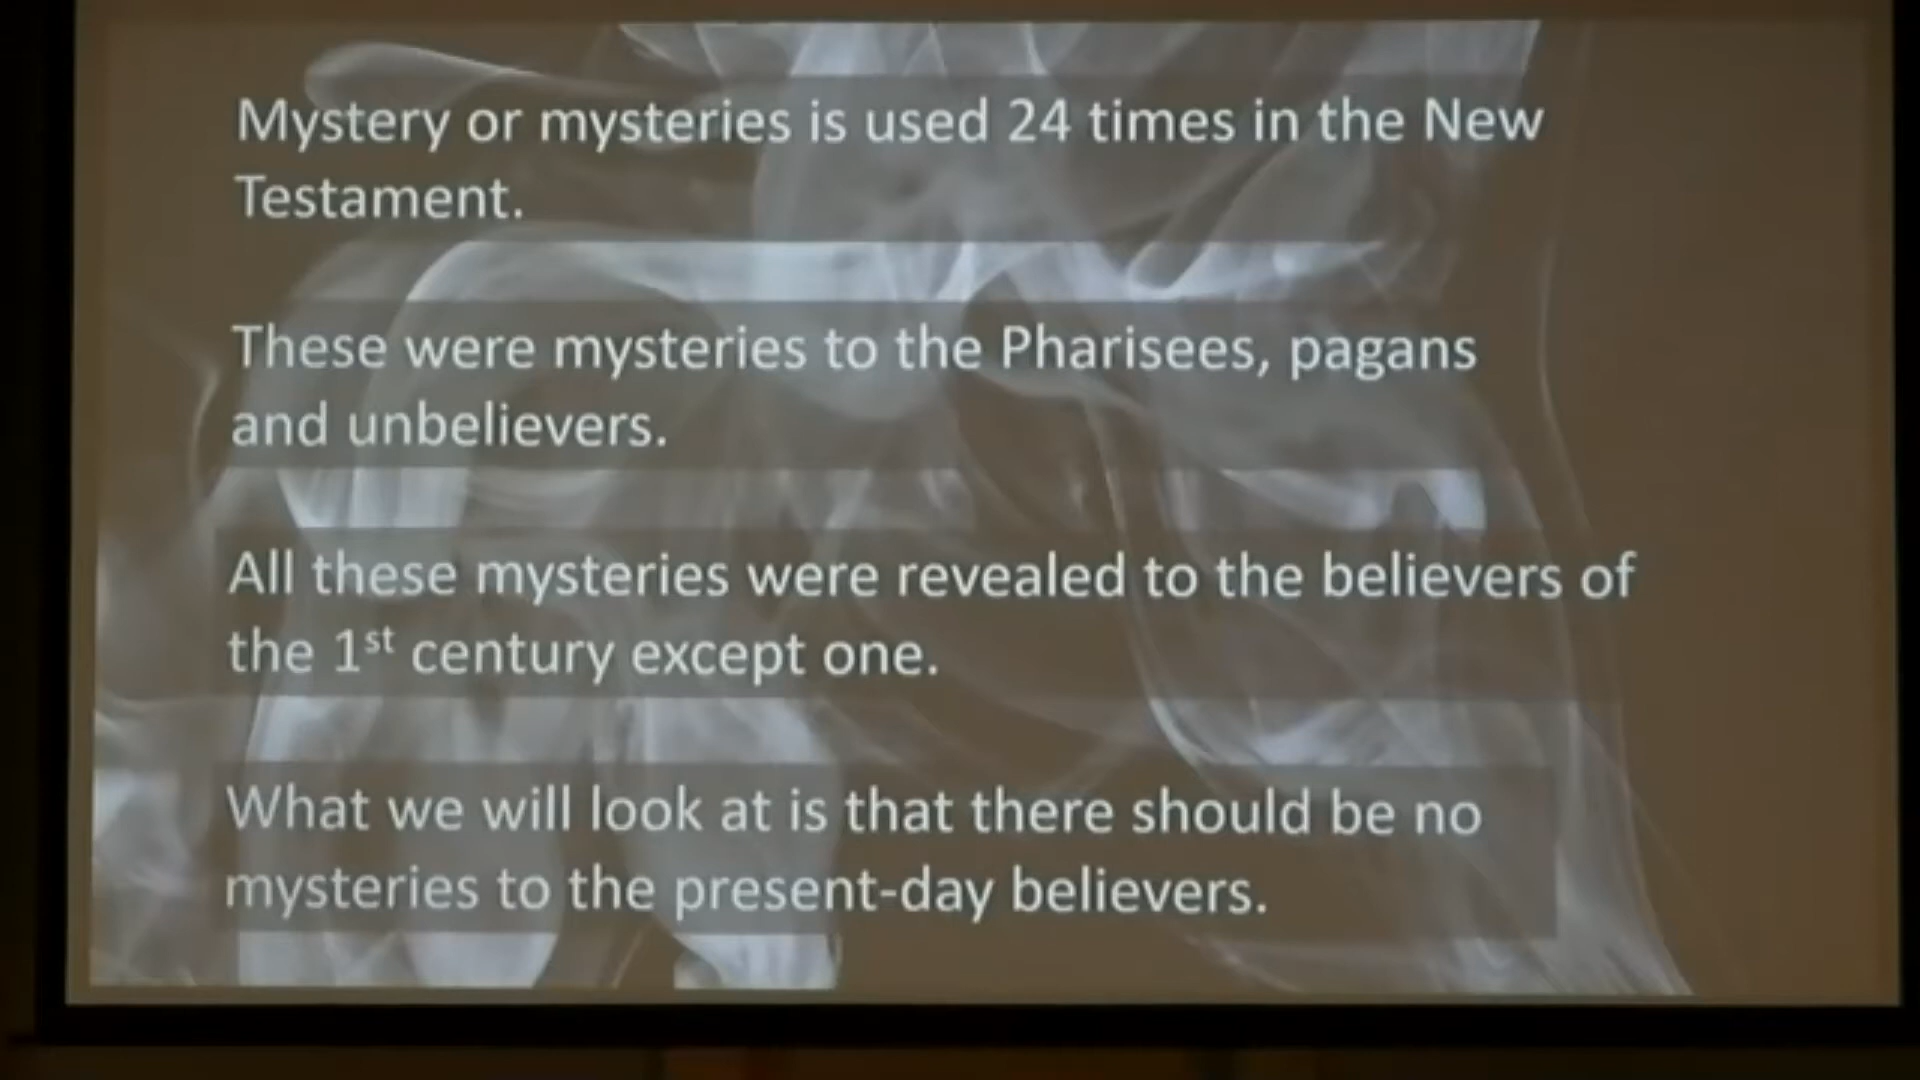 Mystery or mysteries is used 24 times in the New
Testament.
These were mysteries to the Pharisees, pagans
and unbelievers.
All these mysteries were revealed to the believers of
the 1st century except one.
What we will look at is that there should be no
mysteries to the present-day believers.